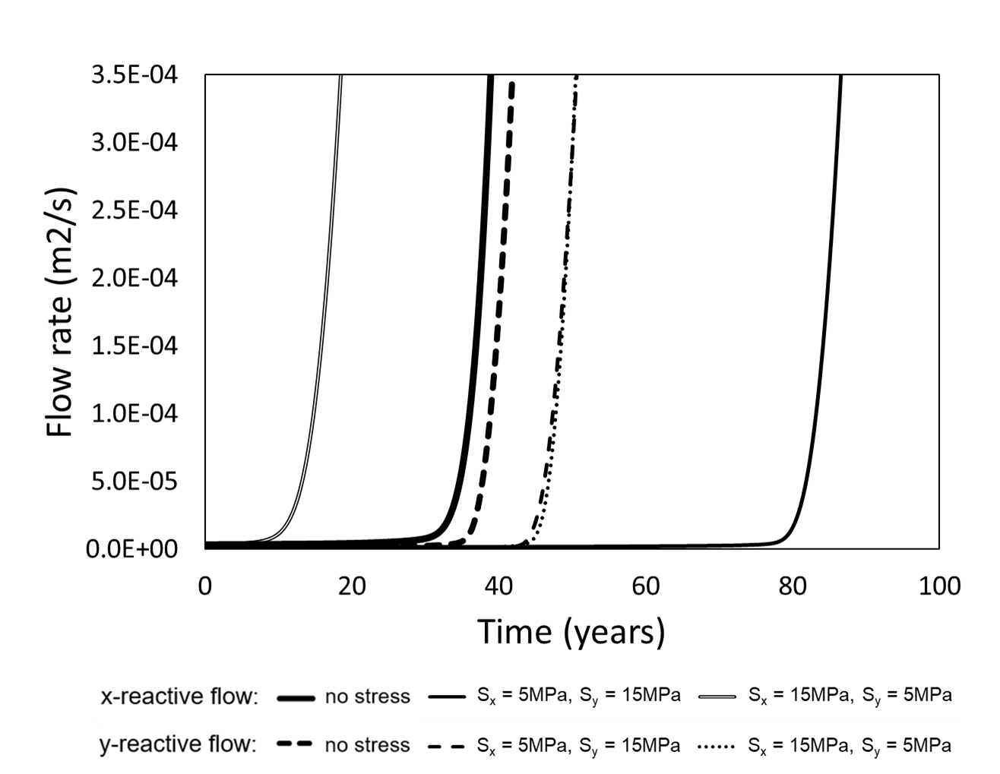 3.5E-04
3.0E-04
2.5E-04
2.0E-04
1.5E-04
1.0E-04
5.0E-05
0.0E+00
Flow rate (m2/s)
0 20 40 60 80 100
Time (years)
x-reactive flow: no stress Sx = 5MPa, Sy = 15MPa Sx = 15MPa, Sy = 5MPa
y-reactive flow: no stress Sx = 5MPa, Sy = 15MPa Sx = 15MPa, Sy = 5MPa